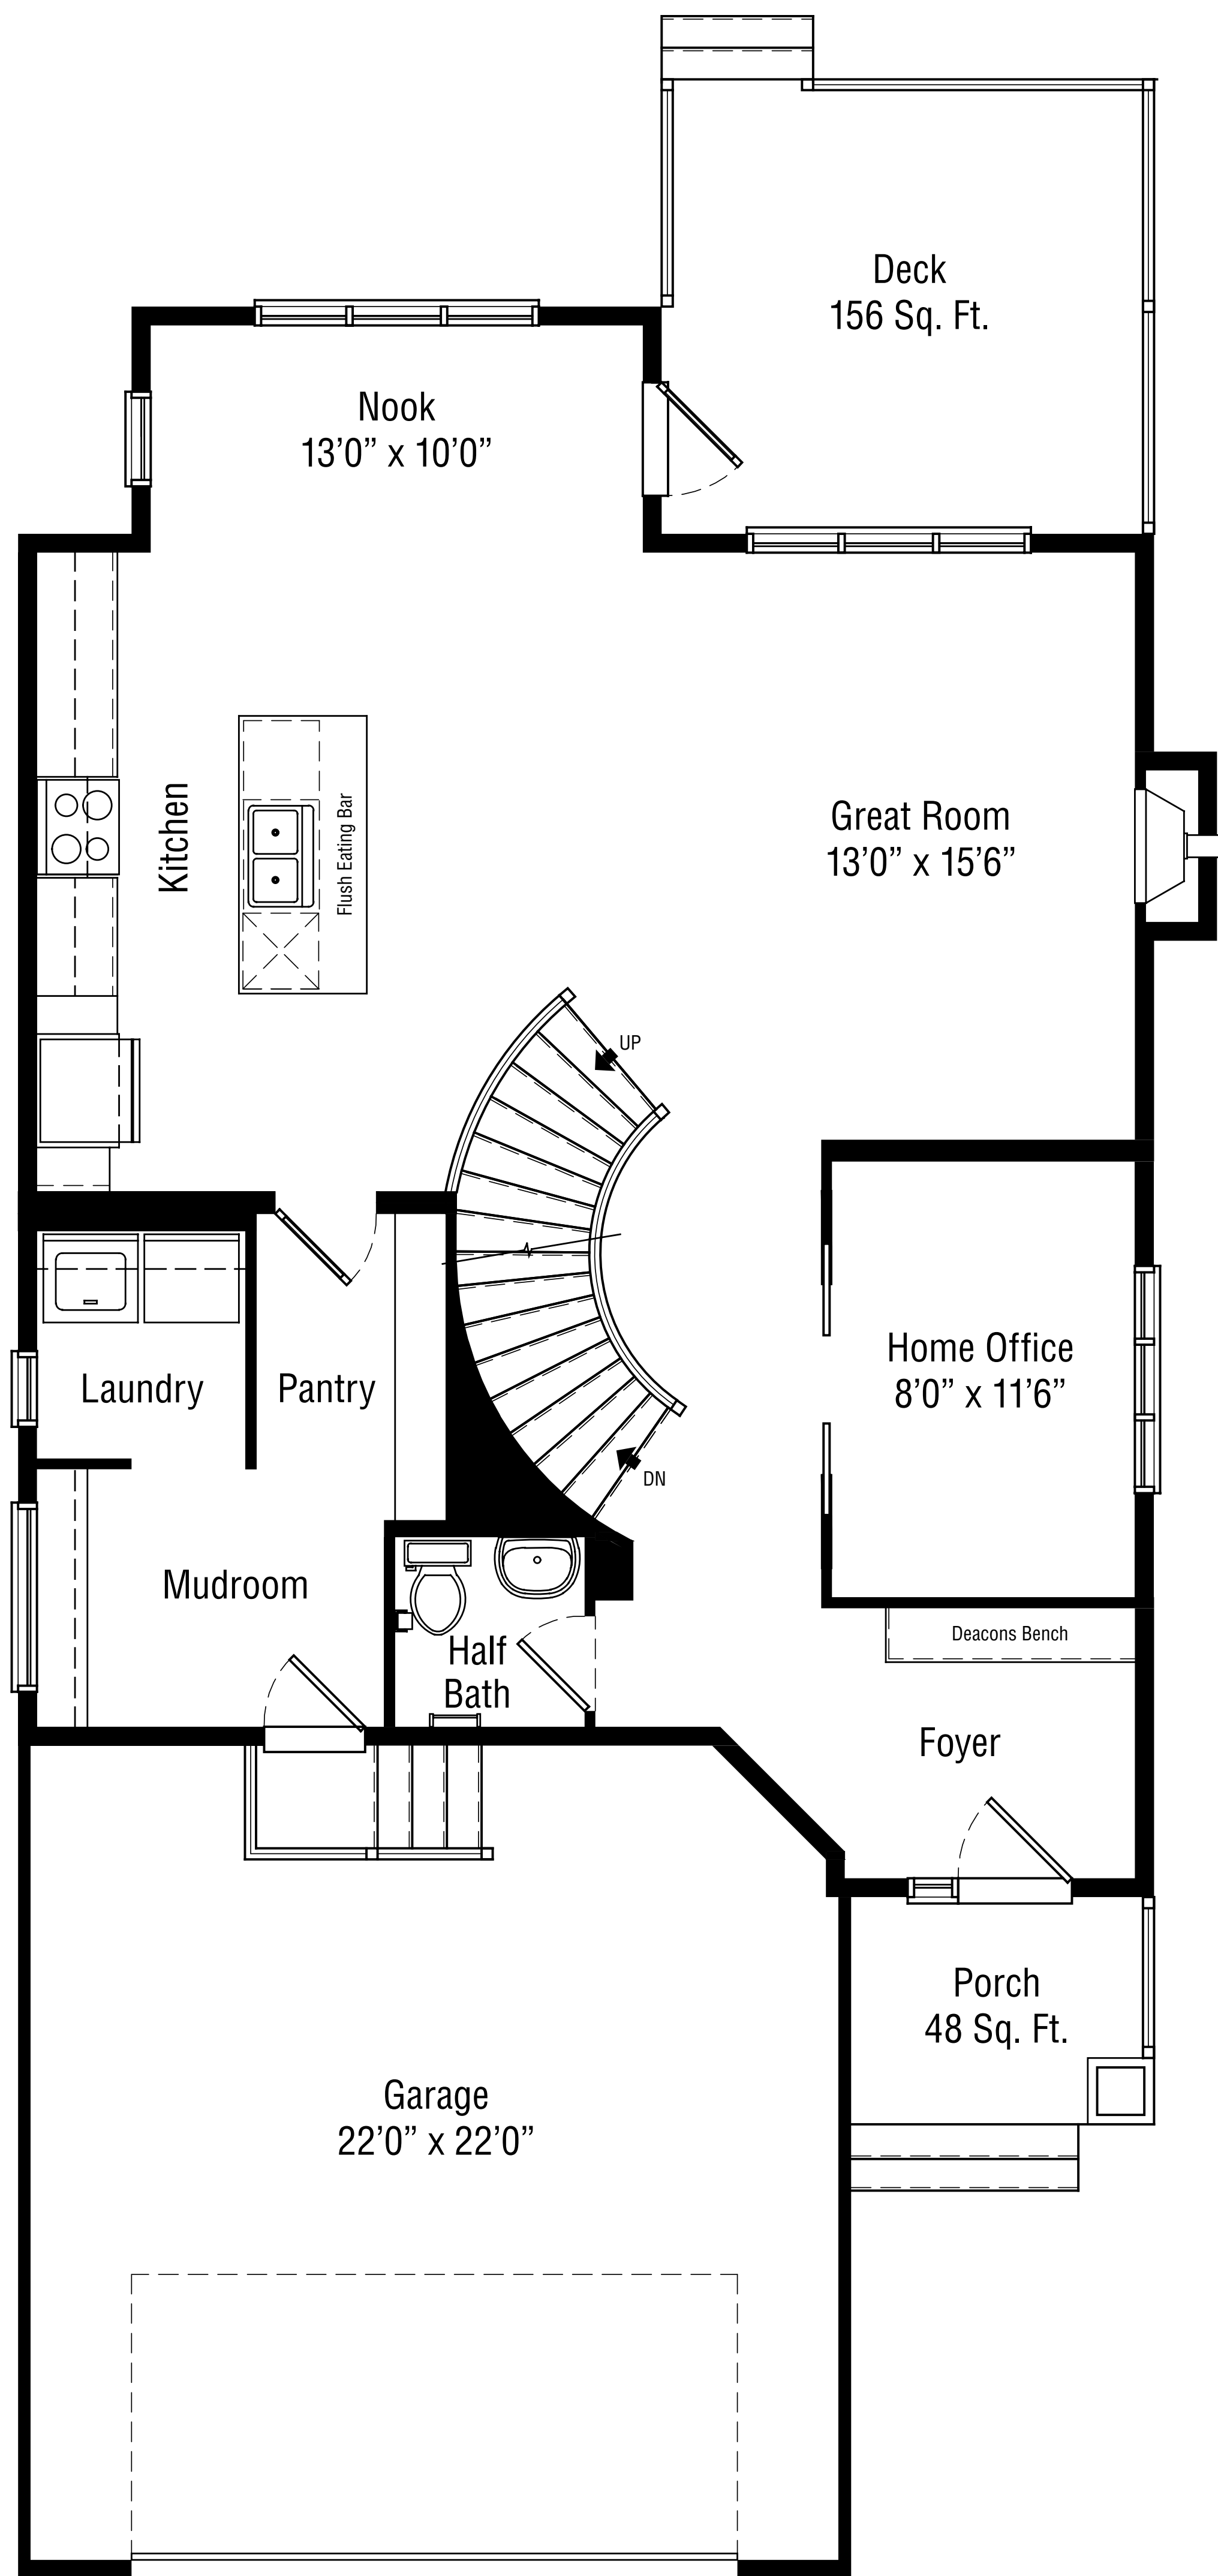 Deck
156 Sq. Ft.
Nook
13’0” x 10’0”
Kitchen
Flush Eating Bar
Great Room
13’0” x 15’6”
UP
Laundry
Pantry
Home Office
8’0” x 11’6”
DN
Mudroom
Half
Bath
Deacons Bench
Foyer
Porch
48 Sq. Ft.
Garage
22’0” x 22’0”